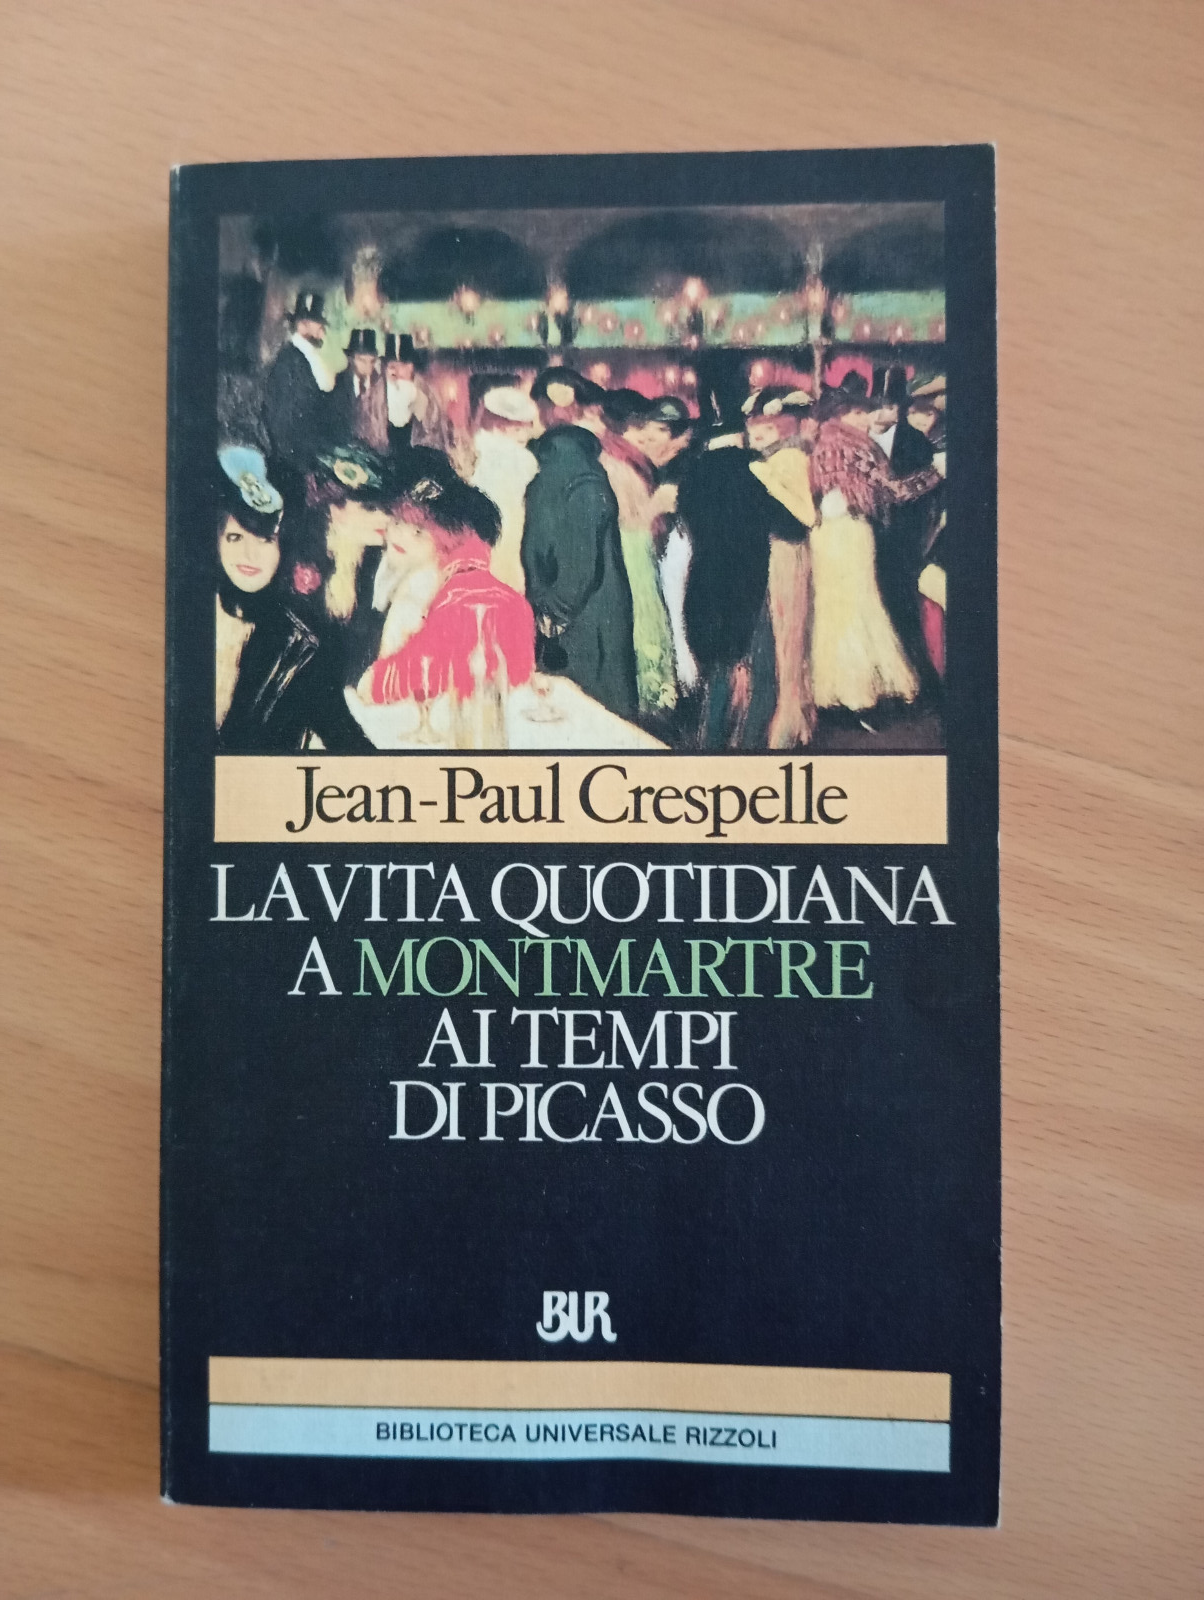 Jean-Paul Crespelle
LA VITA QUOTIDIANA
A MONTMARTRE
AI TEMPI
DI PICASSO
BUR
BIBLIOTECA UNIVERSALE RIZZOLI